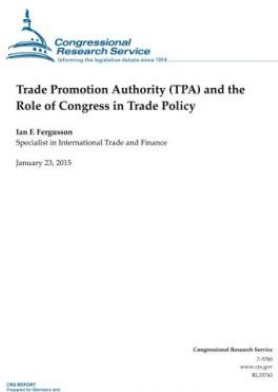 Congressional
Research Service
Informing the legislative debate since 1914
Trade Promotion Authority (TPA) and the
Role of Congress in Trade Policy
Ian F. Fergusson
Specialist in International Trade and Finance
January 23, 2015
Congressional Research Service
7-5700
www.crs.gov
RL33743
CRS REPORT
Prepared for Members and